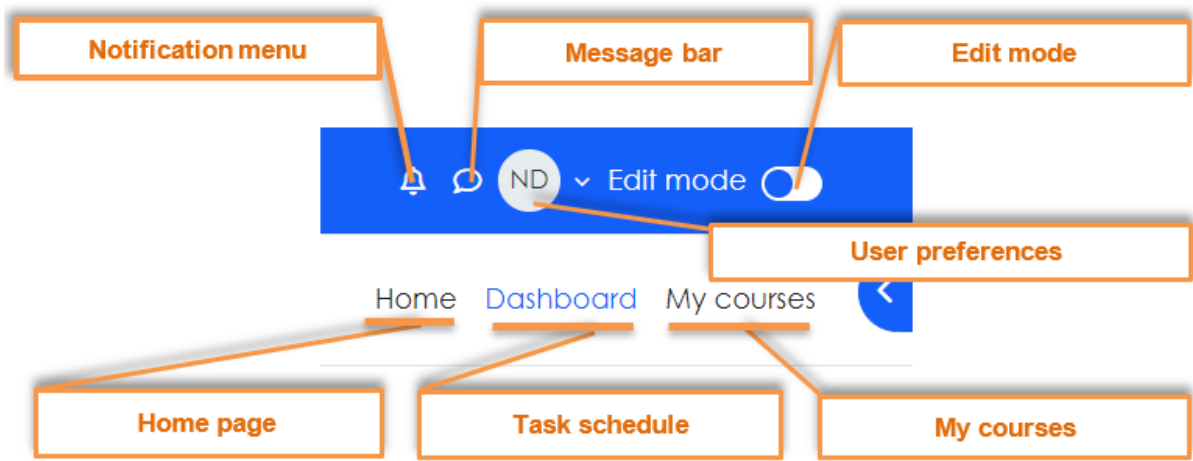 Notification menu
Message bar
Edit mode
ND
Edit mode
User preferences
Home Dashboard My courses
Home page
Task schedule
My courses